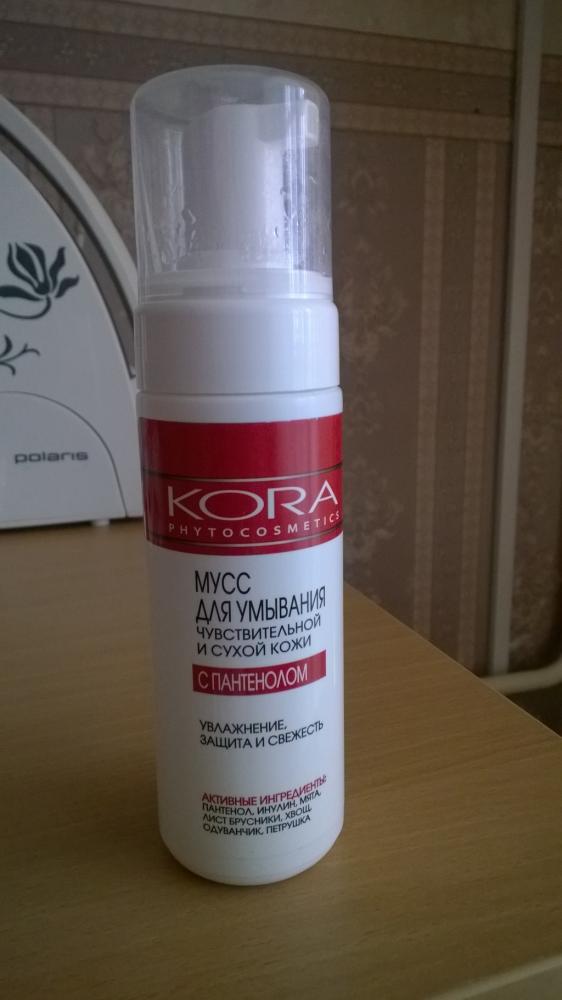 polaris
KORA
PHYTOCOSMETICS
МУСС
ДЛЯ УМЫВАНИЯ
ЧУВСТВИТЕЛЬНОЙ
И СУХОЙ КОЖИ
С ПАНТЕНОЛОМ
УВЛАЖНЕНИЕ,
ЗАЩИТА И СВЕЖЕСТЬ
АКТИВНЫЕ ИНГРЕДИЕНТЫ:
ПАНТЕНОЛ, ИНУЛИН, МЯТА,
ЛИСТ БРУСНИКИ, ХВОЩ,
ОДУВАНЧИК, ПЕТРУШКА